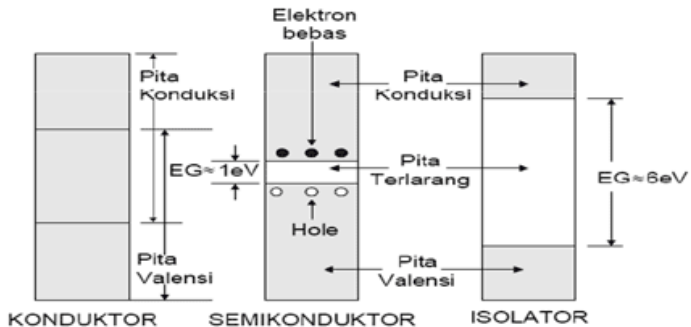 Elektron
bebas
Pita
Konduksi
Pita
Konduksi
EG≈ 1eV
Pita
Terlarang
EG≈6eV
Hole
Pita
Valensi
Pita
Valensi
KONDUKTOR
SEMIKONDUKTOR
ISOLATOR